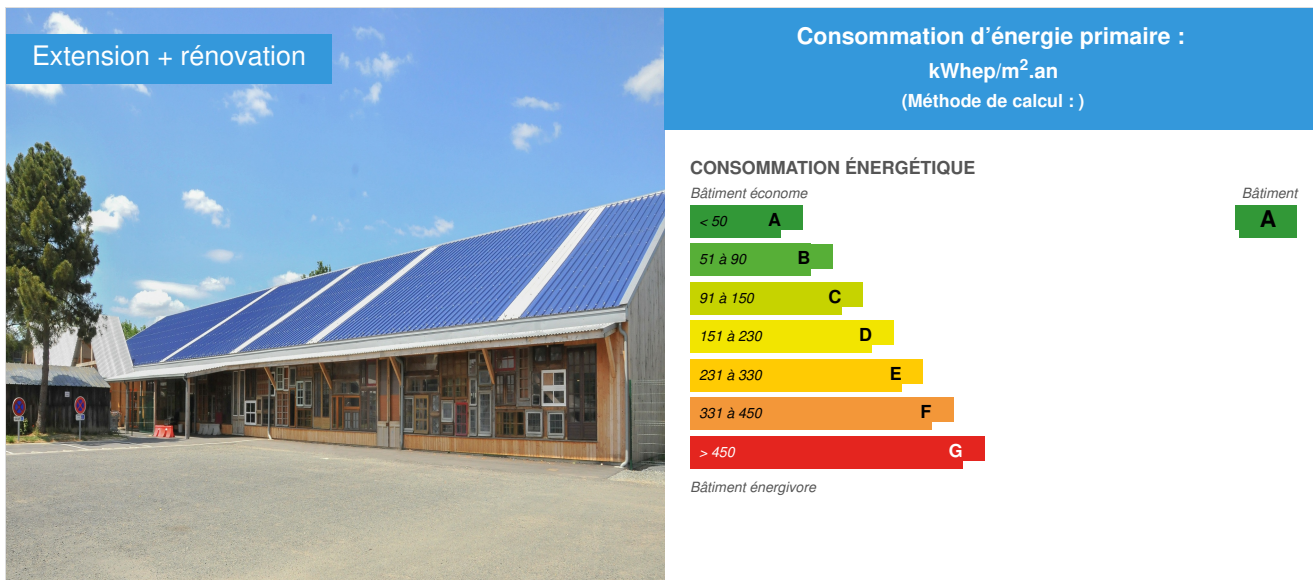 Extension + rénovation
Consommation d'énergie primaire :
kWhep/m².an
(Méthode de calcul : )
CONSOMMATION ÉNERGÉTIQUE
Bâtiment économe
Bâtiment
< 50 A
A
51 à 90 B
91 à 150 C
151 à 230 D
231 à 330 E
331 à 450 F
> 450 G
Bâtiment énergivore